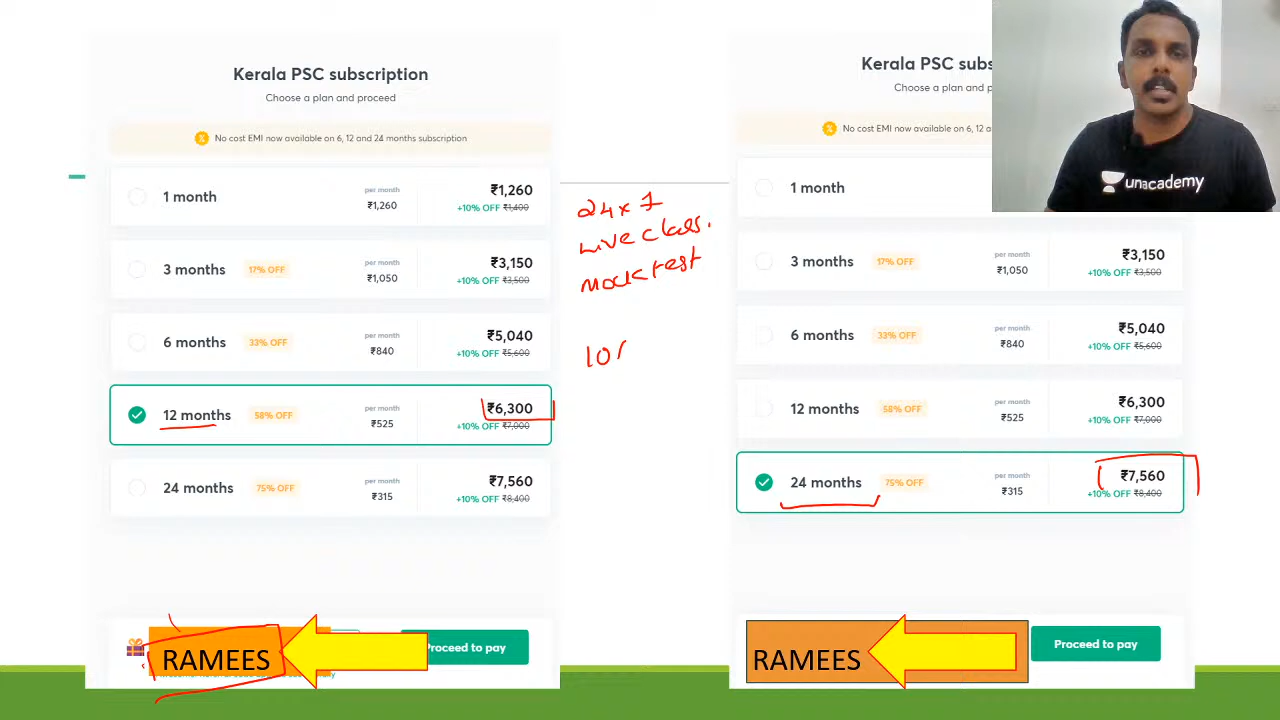 Kerala PSC subscription
Choose a plan and proceed
No cost EMI now available on 6, 12 and 24 months subscription
1 month
per month
₹1,260
₹1,260
+10% OFF ₹1,400
3 months
17% OFF
per month
₹1,050
₹3,150
+10% OFF ₹3,500
6 months
33% OFF
per month
₹840
₹5,040
+10% OFF ₹5,600
12 months
58% OFF
per month
₹525
₹6,300
+10% OFF ₹7,000
24 months
75% OFF
per month
₹315
₹7,560
+10% OFF ₹8,400
RAMEES
Proceed to pay
Live class.
mock test
Kerala PSC subs
Choose a plan and p
No cost EMI now available on 6, 12 a
1 month
3 months
17% OFF
per month
₹1,050
₹3,150
+10% OFF ₹3,500
6 months
33% OFF
per month
₹840
₹5,040
+10% OFF ₹5,600
12 months
58% OFF
per month
₹525
₹6,300
+10% OFF ₹7,000
24 months
75% OFF
per month
₹315
₹7,560
+10% OFF ₹8,400
RAMEES
Proceed to pay
unacademy